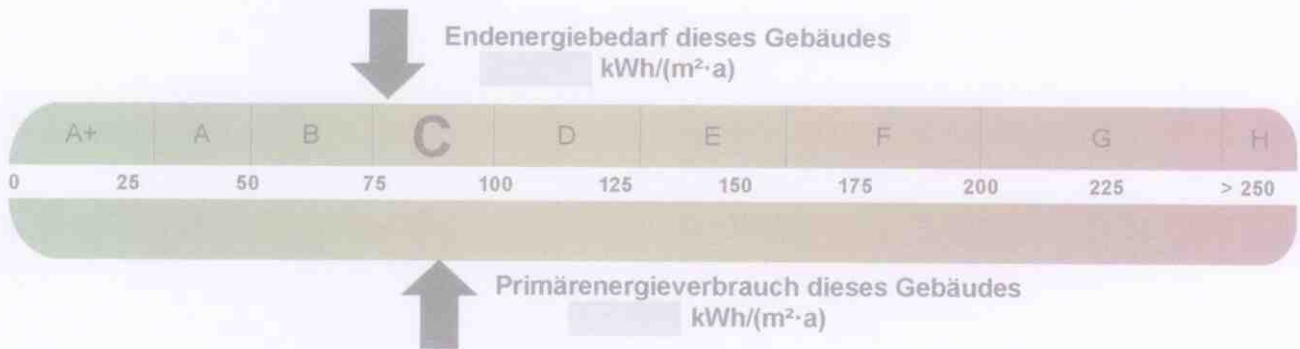 Endenergiebedarf dieses Gebäudes
kWh/(m²·a)
A+ A B C D E F G H
0 25 50 75 100 125 150 175 200 225 > 250
Primärenergieverbrauch dieses Gebäudes
kWh/(m²·a)